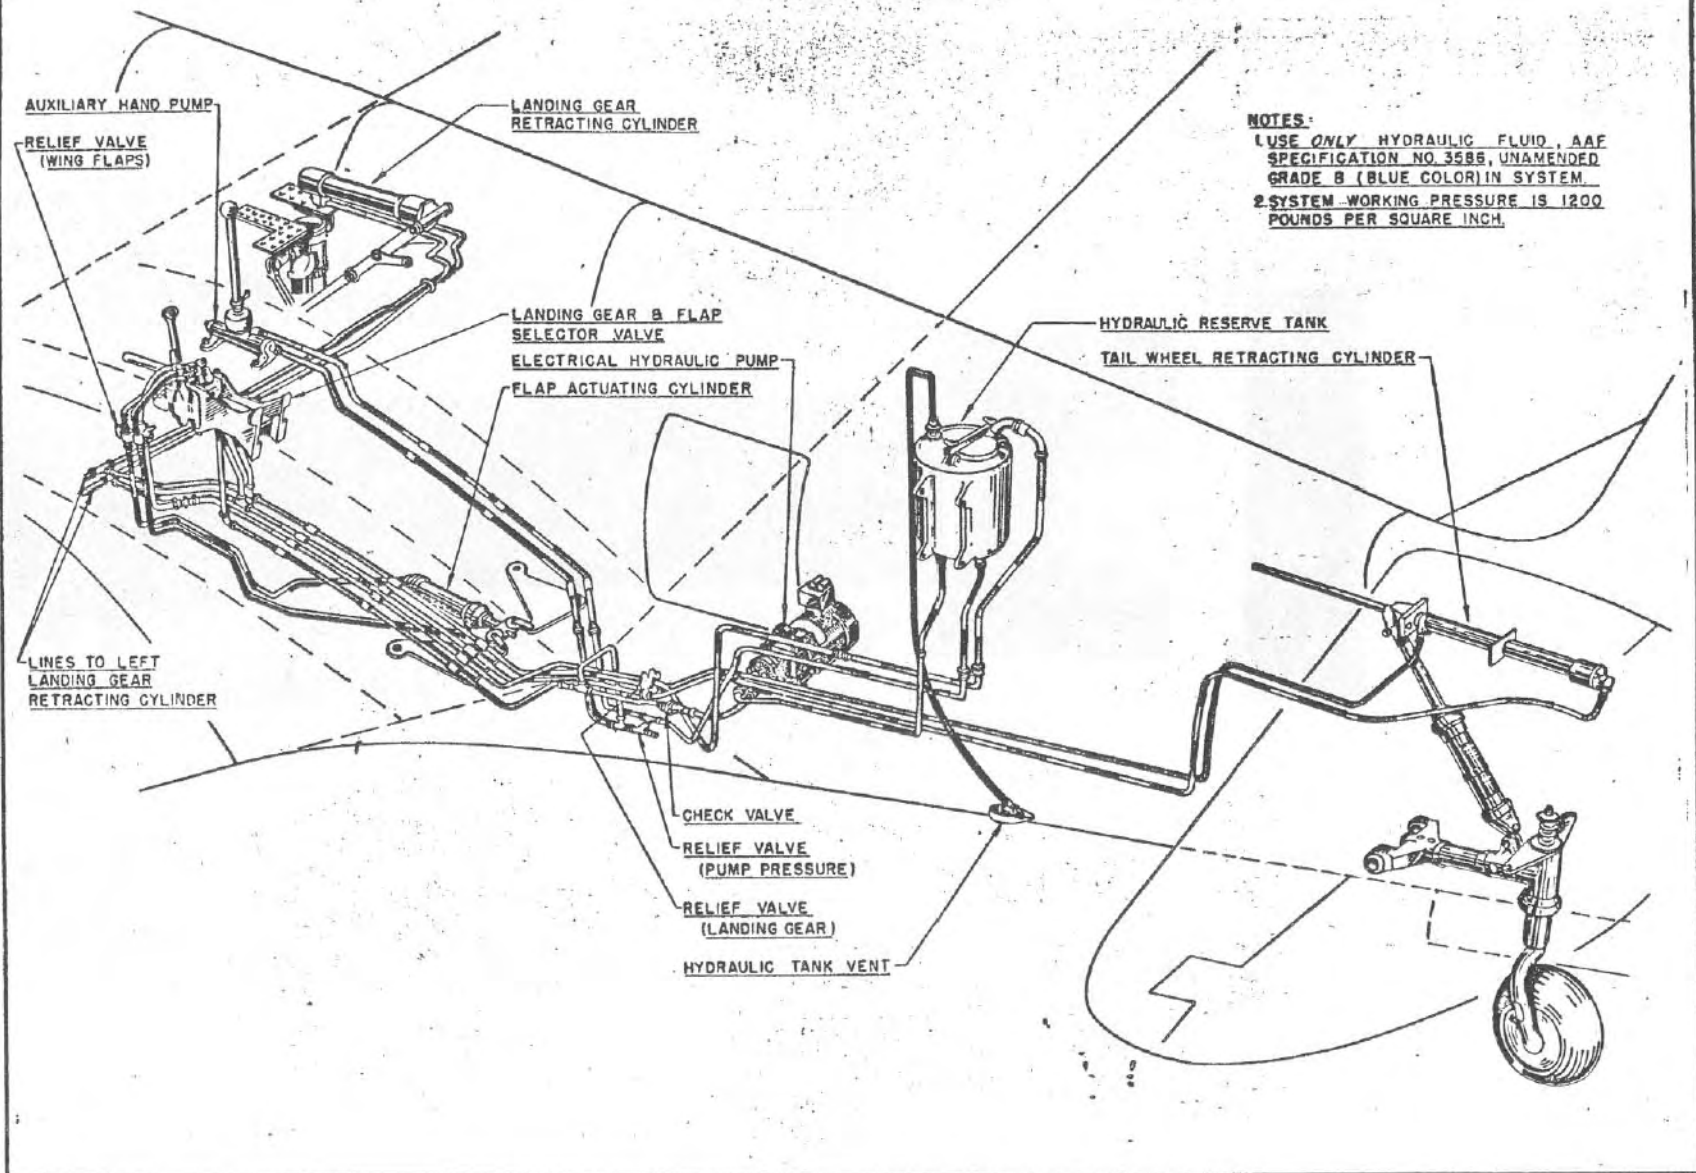 AUXILIARY HAND PUMP
RELIEF VALVE
(WING FLAPS)
LANDING GEAR
RETRACTING CYLINDER
NOTES:
1. USE ONLY HYDRAULIC FLUID, AAF
SPECIFICATION NO. 3586, UNAMENDED
GRADE B (BLUE COLOR) IN SYSTEM.
2. SYSTEM WORKING PRESSURE IS 1200
POUNDS PER SQUARE INCH.
LANDING GEAR & FLAP
SELECTOR VALVE
ELECTRICAL HYDRAULIC PUMP
FLAP ACTUATING CYLINDER
HYDRAULIC RESERVE TANK
TAIL WHEEL RETRACTING CYLINDER
LINES TO LEFT
LANDING GEAR
RETRACTING CYLINDER
CHECK VALVE
RELIEF VALVE
(PUMP PRESSURE)
RELIEF VALVE
(LANDING GEAR)
HYDRAULIC TANK VENT